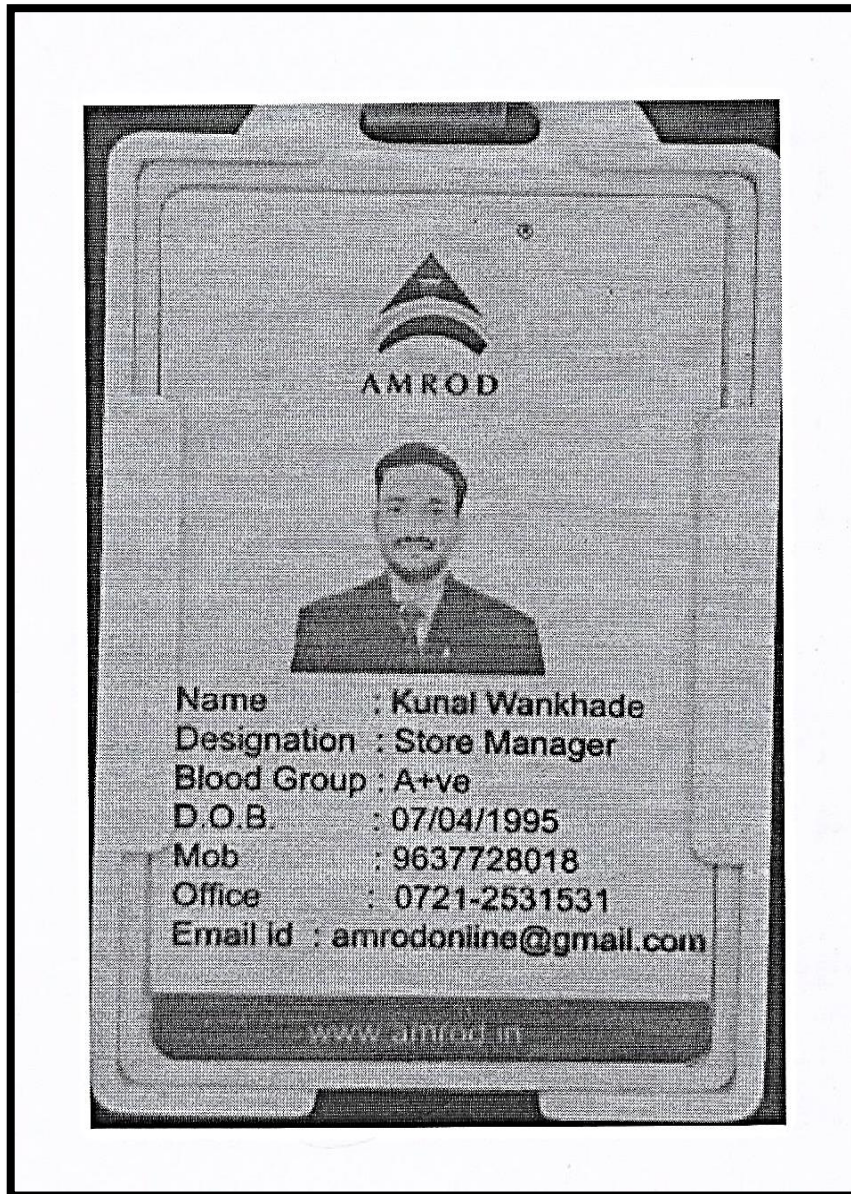 ®
AMROD
Name : Kunal Wankhade
Designation : Store Manager
Blood Group : A+ve
D.O.B. : 07/04/1995
Mob : 9637728018
Office : 0721-2531531
Email id : amrodonline@gmail.com
www.amrod.in